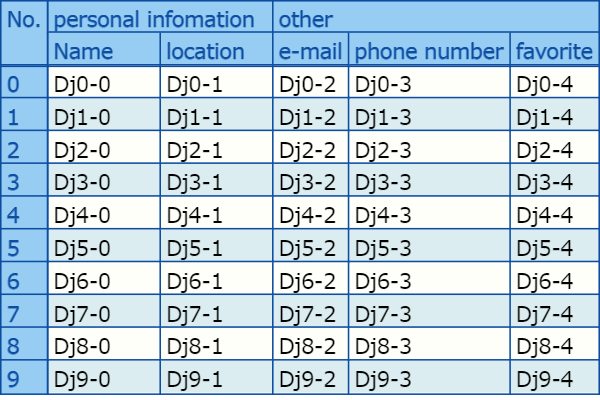 No. personal infomation other
Name location e-mail phone number favorite
0 Dj0-0 Dj0-1 Dj0-2 Dj0-3 Dj0-4
1 Dj1-0 Dj1-1 Dj1-2 Dj1-3 Dj1-4
2 Dj2-0 Dj2-1 Dj2-2 Dj2-3 Dj2-4
3 Dj3-0 Dj3-1 Dj3-2 Dj3-3 Dj3-4
4 Dj4-0 Dj4-1 Dj4-2 Dj4-3 Dj4-4
5 Dj5-0 Dj5-1 Dj5-2 Dj5-3 Dj5-4
6 Dj6-0 Dj6-1 Dj6-2 Dj6-3 Dj6-4
7 Dj7-0 Dj7-1 Dj7-2 Dj7-3 Dj7-4
8 Dj8-0 Dj8-1 Dj8-2 Dj8-3 Dj8-4
9 Dj9-0 Dj9-1 Dj9-2 Dj9-3 Dj9-4